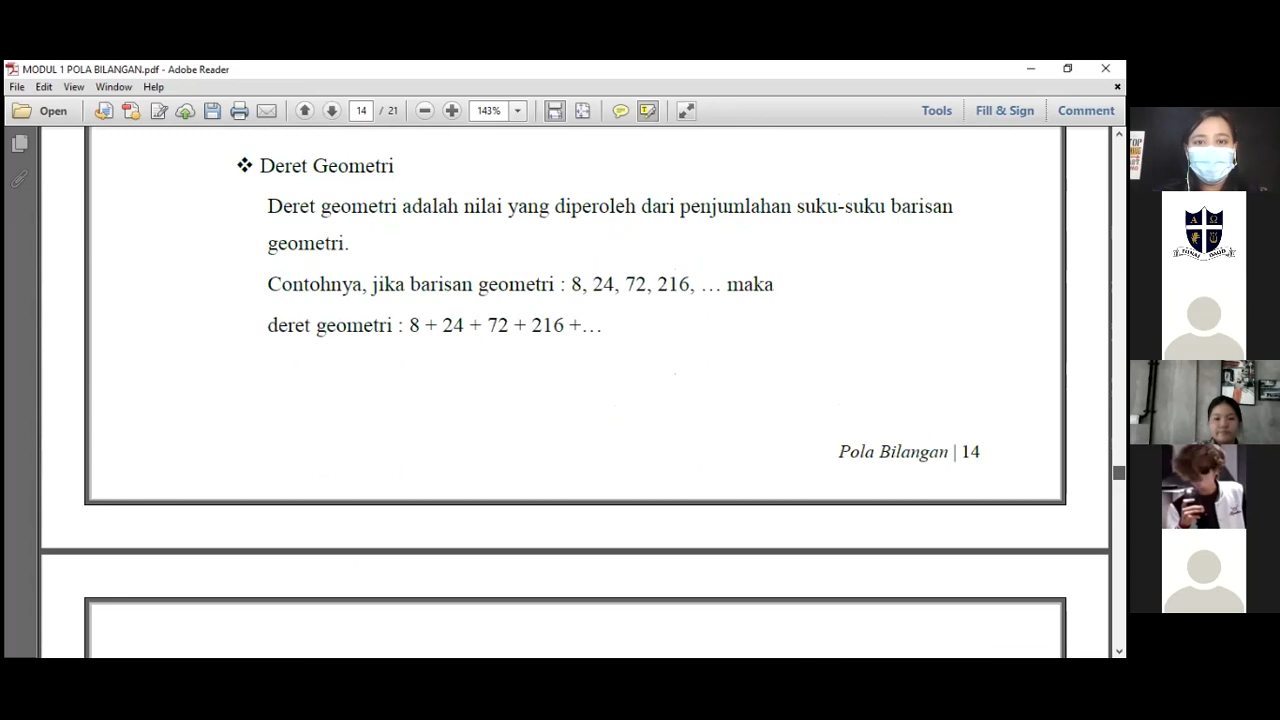 MODUL 1 POLA BILANGAN.pdf - Adobe Reader
File Edit View Window Help
Open 14 / 21 143% Tools Fill & Sign Comment
❖ Deret Geometri
Deret geometri adalah nilai yang diperoleh dari penjumlahan suku-suku barisan
geometri.
Contohnya, jika barisan geometri : 8, 24, 72, 216, … maka
deret geometri : 8 + 24 + 72 + 216 +…
Pola Bilangan | 14
Α Ω
TUNAS DAUD